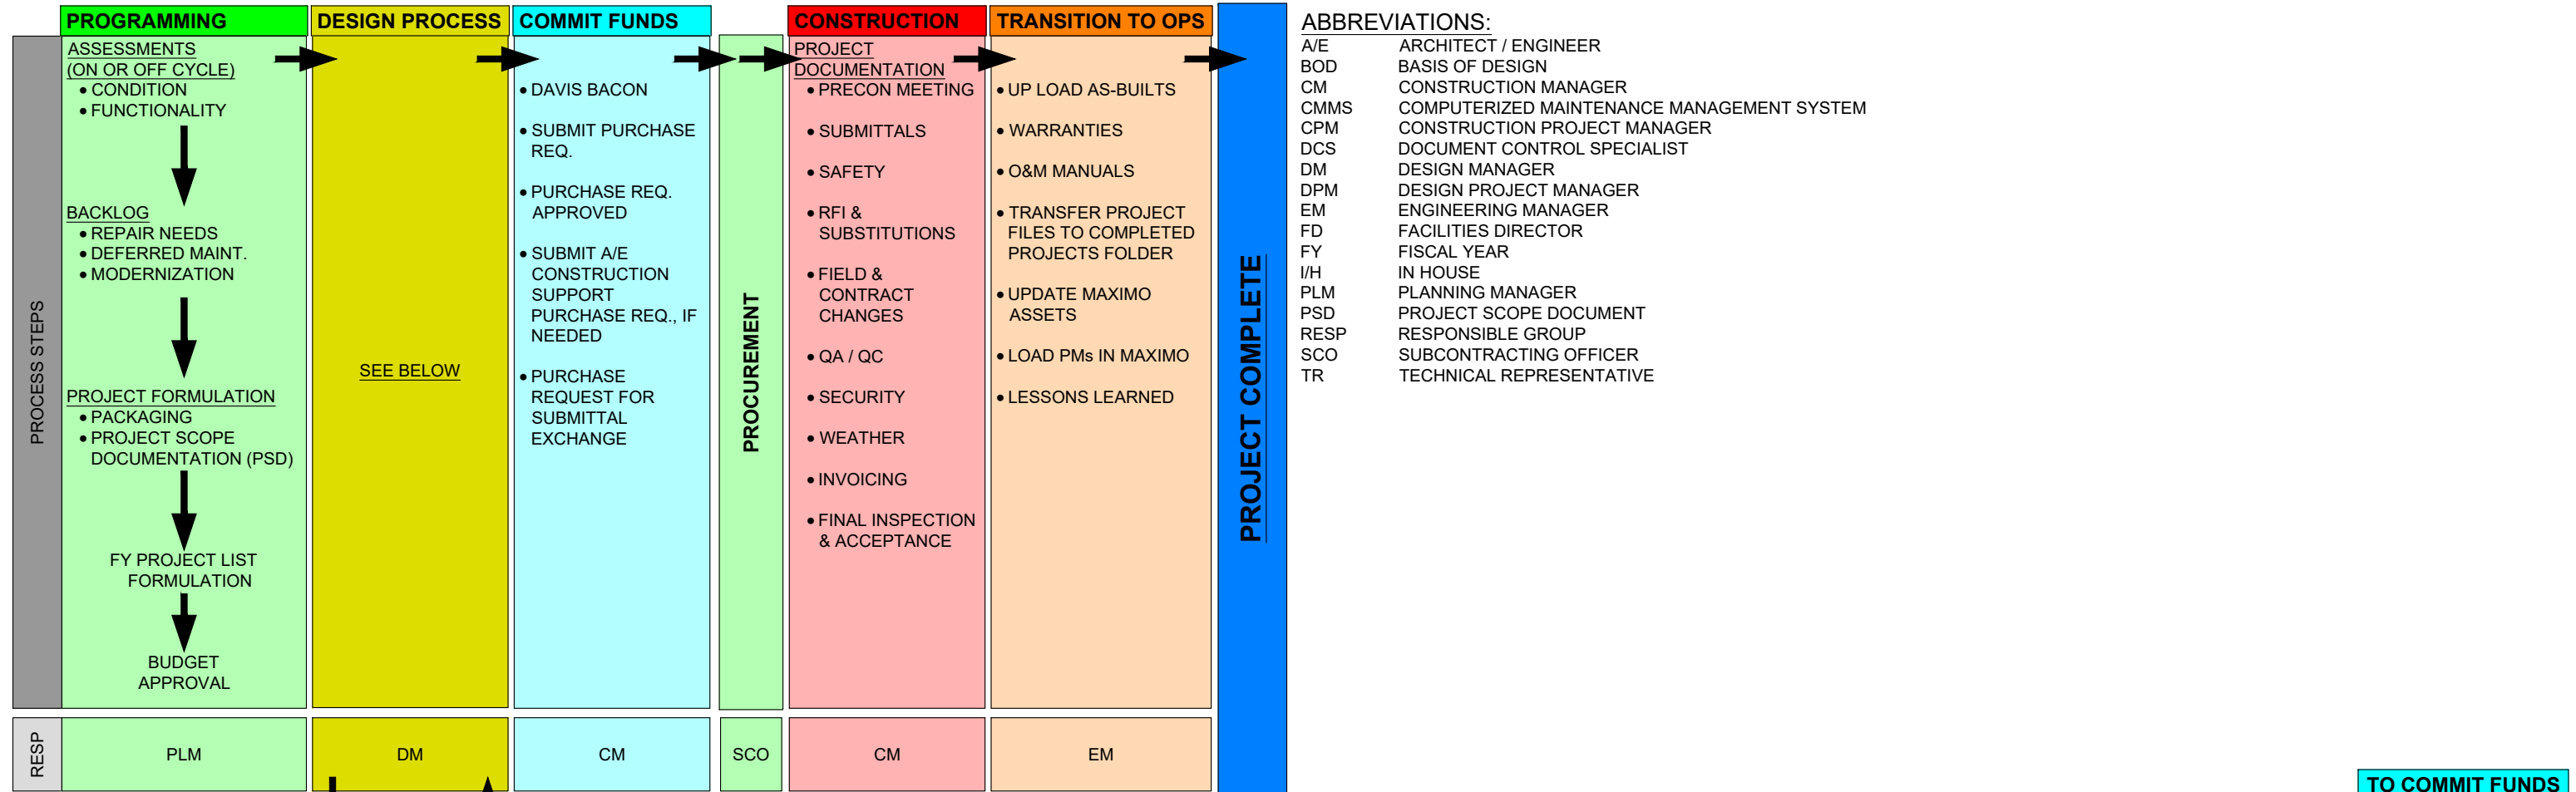 PROGRAMMING
DESIGN PROCESS
COMMIT FUNDS
CONSTRUCTION
TRANSITION TO OPS
PROCESS STEPS
ASSESSMENTS
(ON OR OFF CYCLE)
• CONDITION
• FUNCTIONALITY
BACKLOG
• REPAIR NEEDS
• DEFERRED MAINT.
• MODERNIZATION
PROJECT FORMULATION
• PACKAGING
• PROJECT SCOPE
DOCUMENTATION (PSD)
FY PROJECT LIST
FORMULATION
BUDGET
APPROVAL
SEE BELOW
• DAVIS BACON
• SUBMIT PURCHASE
REQ.
• PURCHASE REQ.
APPROVED
• SUBMIT A/E
CONSTRUCTION
SUPPORT
PURCHASE REQ., IF
NEEDED
• PURCHASE
REQUEST FOR
SUBMITTAL
EXCHANGE
PROCUREMENT
PROJECT
DOCUMENTATION
• PRECON MEETING
• SUBMITTALS
• SAFETY
• RFI &
SUBSTITUTIONS
• FIELD &
CONTRACT
CHANGES
• QA / QC
• SECURITY
• WEATHER
• INVOICING
• FINAL INSPECTION
& ACCEPTANCE
• UP LOAD AS-BUILTS
• WARRANTIES
• O&M MANUALS
• TRANSFER PROJECT
FILES TO COMPLETED
PROJECTS FOLDER
• UPDATE MAXIMO
ASSETS
• LOAD PMs IN MAXIMO
• LESSONS LEARNED
PROJECT COMPLETE
RESP
PLM
DM
CM
SCO
CM
EM
ABBREVIATIONS:
A/E ARCHITECT / ENGINEER
BOD BASIS OF DESIGN
CM CONSTRUCTION MANAGER
CMMS COMPUTERIZED MAINTENANCE MANAGEMENT SYSTEM
CPM CONSTRUCTION PROJECT MANAGER
DCS DOCUMENT CONTROL SPECIALIST
DM DESIGN MANAGER
DPM DESIGN PROJECT MANAGER
EM ENGINEERING MANAGER
FD FACILITIES DIRECTOR
FY FISCAL YEAR
I/H IN HOUSE
PLM PLANNING MANAGER
PSD PROJECT SCOPE DOCUMENT
RESP RESPONSIBLE GROUP
SCO SUBCONTRACTING OFFICER
TR TECHNICAL REPRESENTATIVE
TO COMMIT FUNDS